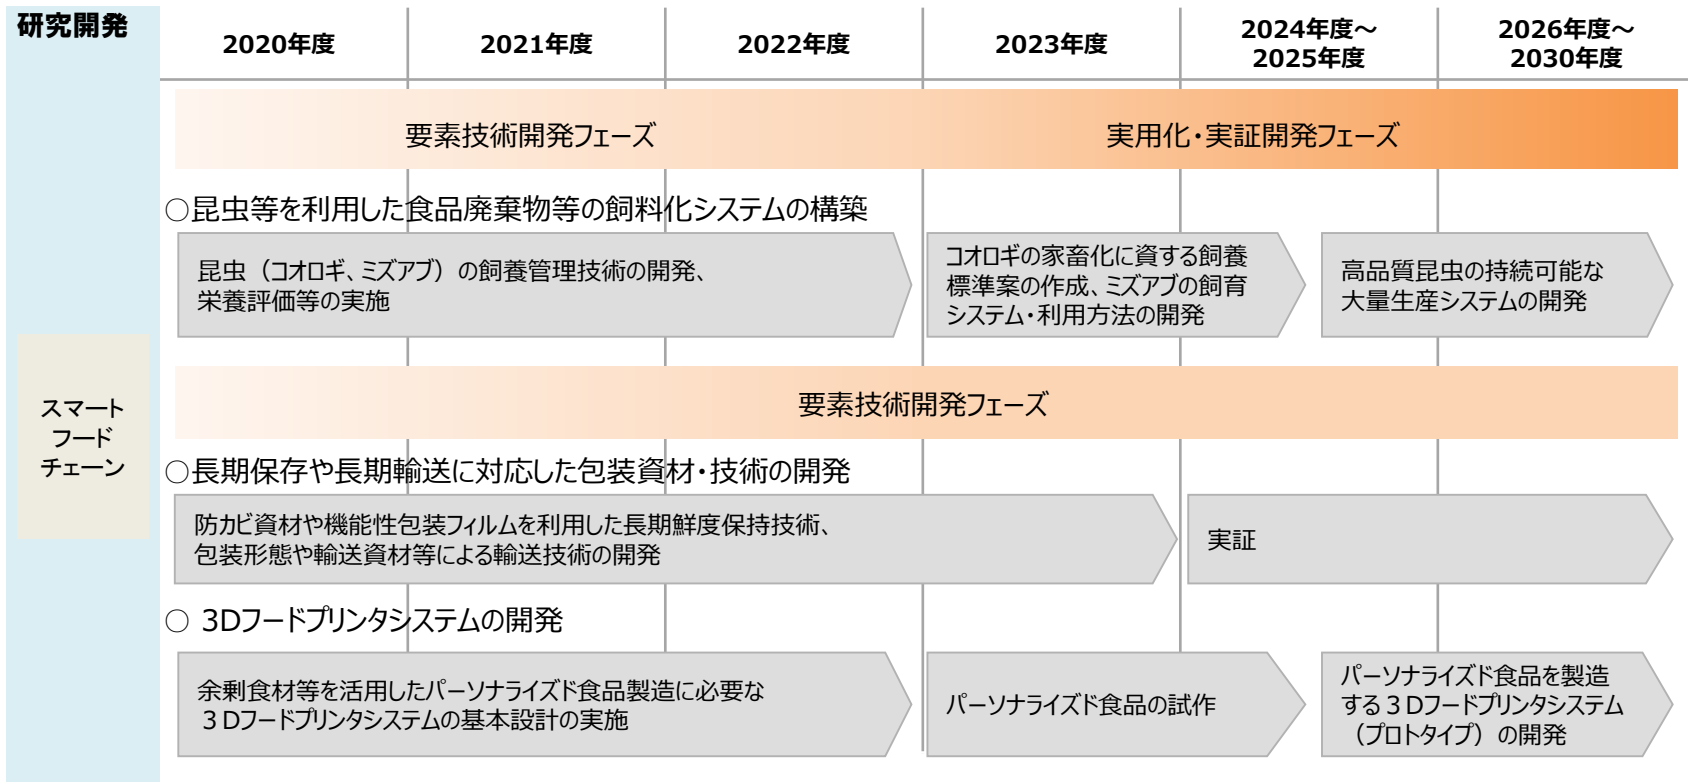 研究開発
2020年度
2021年度
2022年度
2023年度
2024年度～
2025年度
2026年度～
2030年度
要素技術開発フェーズ
実用化・実証開発フェーズ
○昆虫等を利用した食品廃棄物等の飼料化システムの構築
昆虫（コオロギ、ミズアブ）の飼養管理技術の開発、
栄養評価等の実施
コオロギの家畜化に資する飼養
標準案の作成、ミズアブの飼育
システム・利用方法の開発
高品質昆虫の持続可能な
大量生産システムの開発
スマート
フード
チェーン
要素技術開発フェーズ
○長期保存や長期輸送に対応した包装資材・技術の開発
防カビ資材や機能性包装フィルムを利用した長期鮮度保持技術、
包装形態や輸送資材等による輸送技術の開発
実証
○ 3Dフードプリンタシステムの開発
余剰食材等を活用したパーソナライズド食品製造に必要な
３Dフードプリンタシステムの基本設計の実施
パーソナライズド食品の試作
パーソナライズド食品を製造
する３Dフードプリンタシステム
（プロトタイプ）の開発